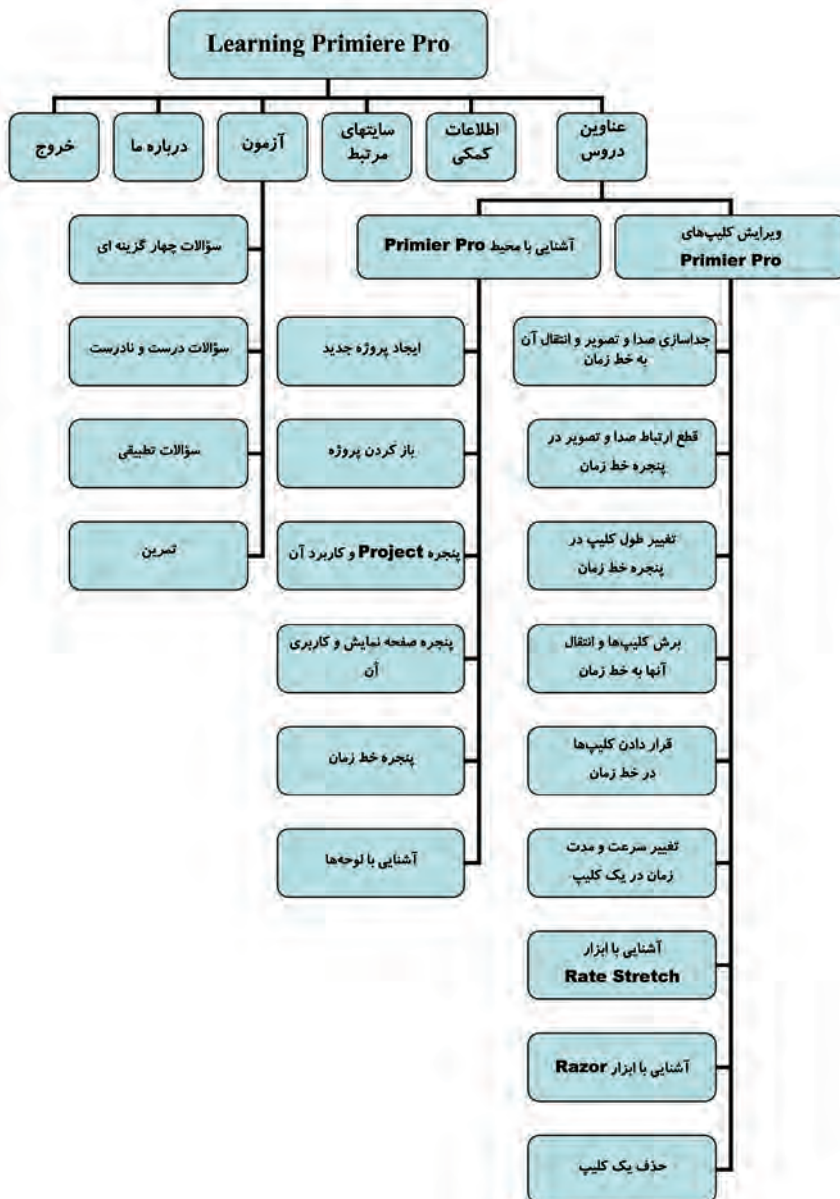 Learning Primiere Pro
عناوین
دروس
اطلاعات
کمکی
سایتهای
مرتبط
آزمون
درباره ما
خروج
ویرایش کلیپ‌های
Primier Pro
جداسازی صدا و تصویر و انتقال آن
به خط زمان
قطع ارتباط صدا و تصویر در
پنجره خط زمان
تغییر طول کلیپ در
پنجره خط زمان
برش کلیپ‌ها و انتقال
آنها به خط زمان
قرار دادن کلیپ‌ها
در خط زمان
تغییر سرعت و مدت
زمان در یک کلیپ
آشنایی با ابزار
Rate Stretch
آشنایی با ابزار Razor
حذف یک کلیپ
آشنایی با محیط Primier Pro
ایجاد پروژه جدید
باز کردن پروژه
پنجره Project و کاربرد آن
پنجره صفحه نمایش و کاربری
آن
پنجره خط زمان
آشنایی با لوحه‌ها
سؤالات چهار گزینه ای
سؤالات درست و نادرست
سؤالات تطبیقی
تمرین